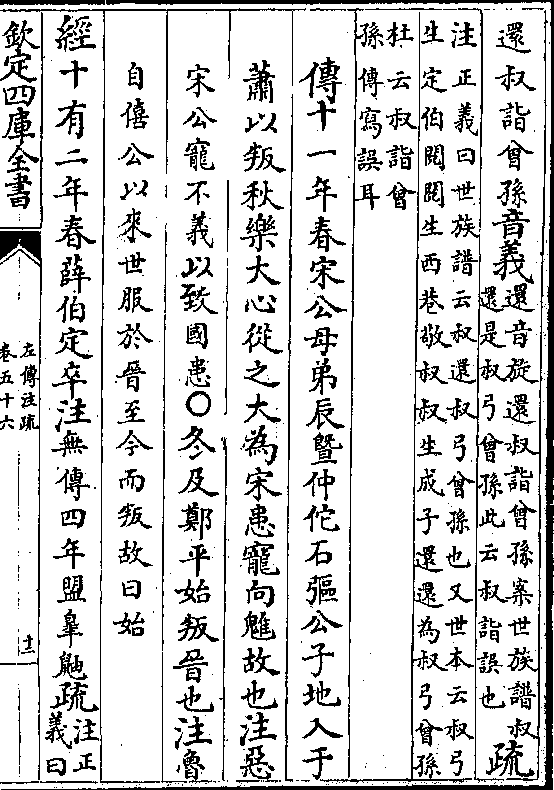 還叔詣曾孫音義還音旋還叔詣曾孫案世族譜叔
還是叔弓曾孫此云叔詣誤也疏
注正義曰世族譜云叔還叔弓曾孫也又世本云叔弓
生定伯閱閱生西巷敬叔叔生成子還還為叔弓曾孫
杜云叔詣曾
孫傳寫誤耳
傳十一年春宋公母弟辰暨仲佗石彄公子地入于
蕭以叛秋樂大心從之大為宋患寵向魋故也注惡
宋公寵不義以致國患〇冬及鄭平始叛晉也注魯
自僖公以來世服於晉至今而叛故曰始
經十有二年春薛伯定卒注無傳四年盟臯鼬疏注正
義曰
欽定四庫全書
左傳注疏
卷五十六
十三